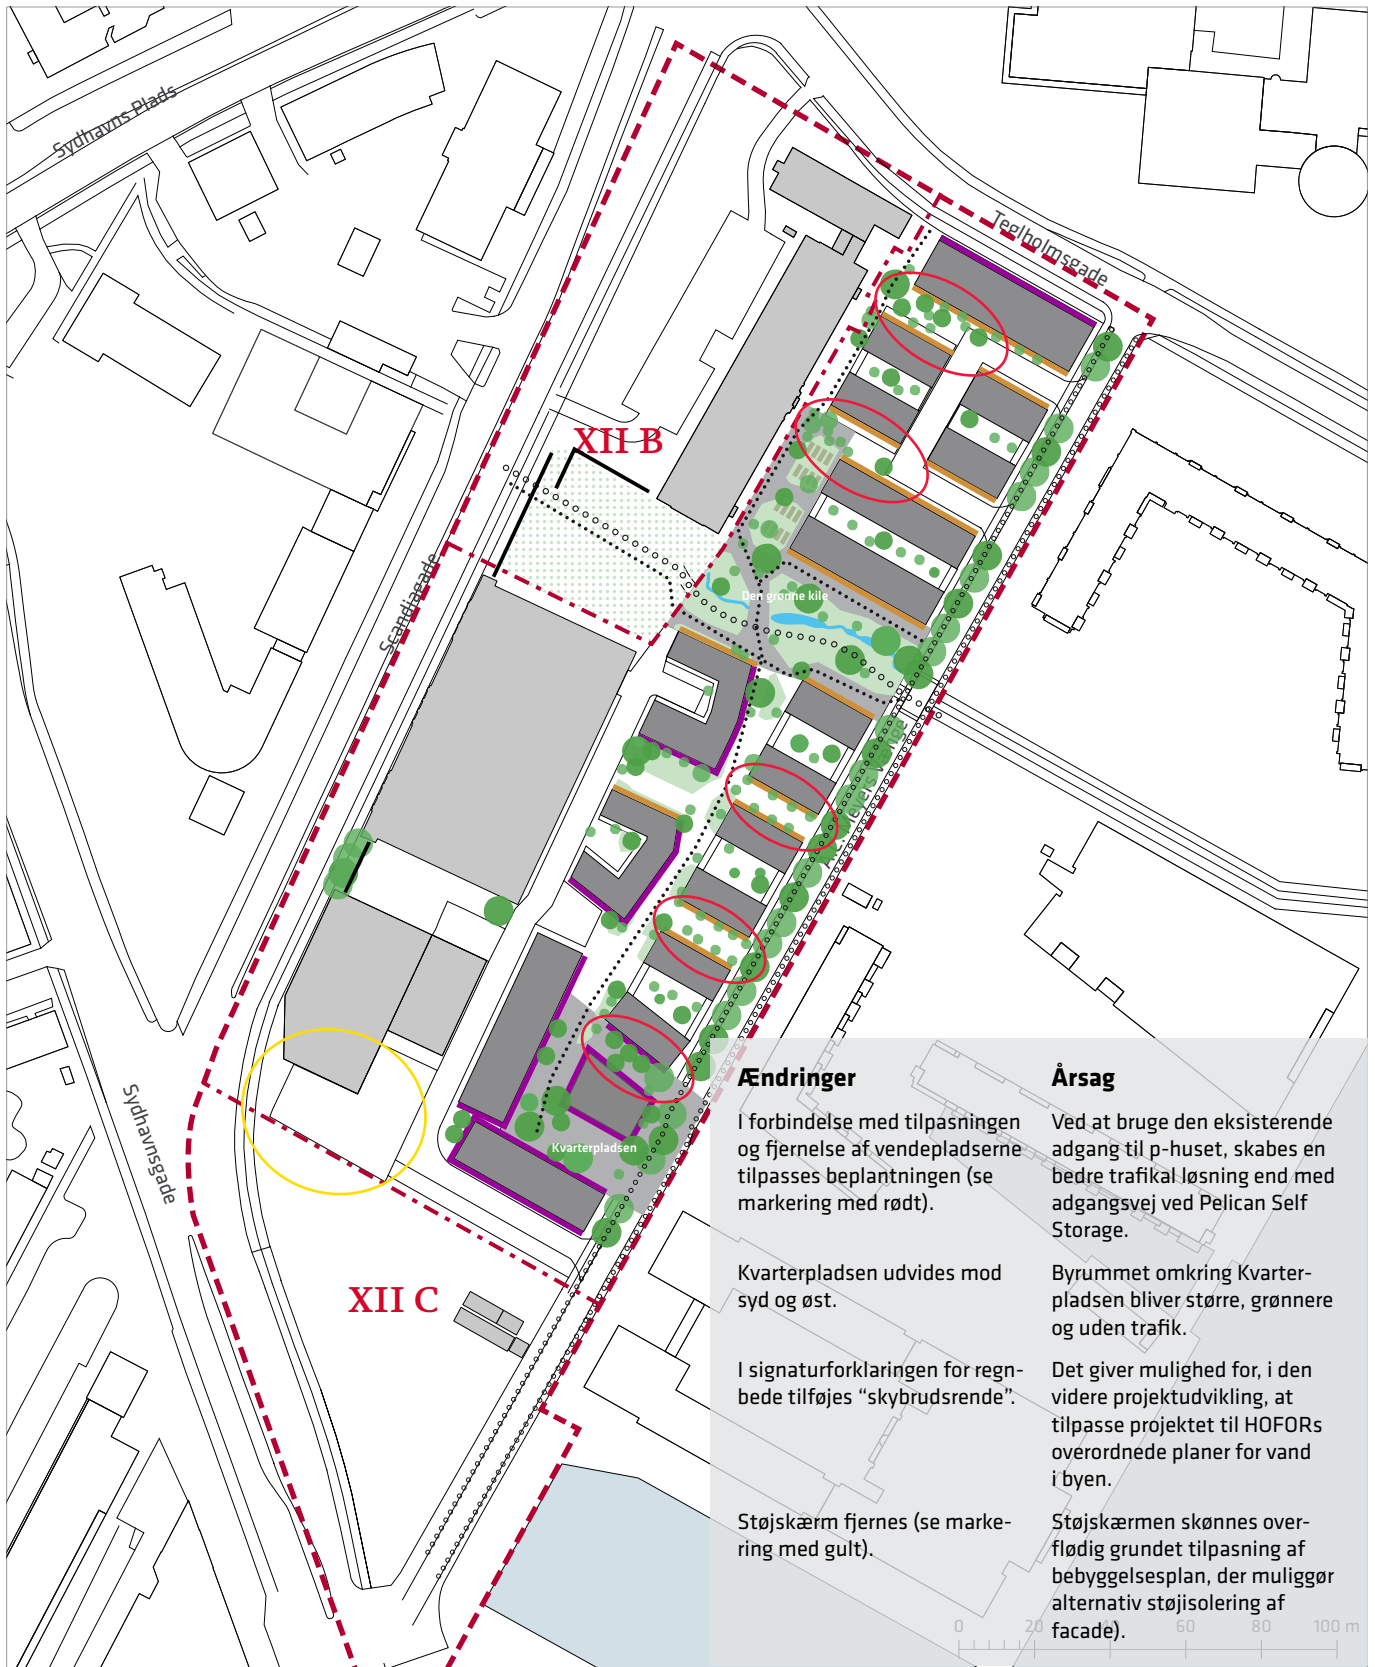 Sydhavns Plads
Teglholmsgade
XII B
Scandiagade
Den grønne kile
Kvarterpladsen
Sydhavnsgade
XII C
Ændringer
I forbindelse med tilpasningen
og fjernelse af vendepladserne
tilpasses beplantningen (se
markering med rødt).
Kvarterpladsen udvides mod
syd og øst.
I signaturforklaringen for regn-
bede tilføjes “skybrudsrende”.
Støjskærm fjernes (se marke-
ring med gult).
Årsag
Ved at bruge den eksisterende
adgang til p-huset, skabes en
bedre trafikal løsning end med
adgangsvej ved Pelican Self
Storage.
Byrummet omkring Kvarter-
pladsen bliver større, grønnere
og uden trafik.
Det giver mulighed for, i den
videre projektudvikling, at
tilpasse projektet til HOFORs
overordnede planer for vand
i byen.
Støjskærmen skønnes over-
flødig grundet tilpasning af
bebyggelsesplan, der muliggør
alternativ støjisolering af
facade).
0 20 40 60 80 100 m